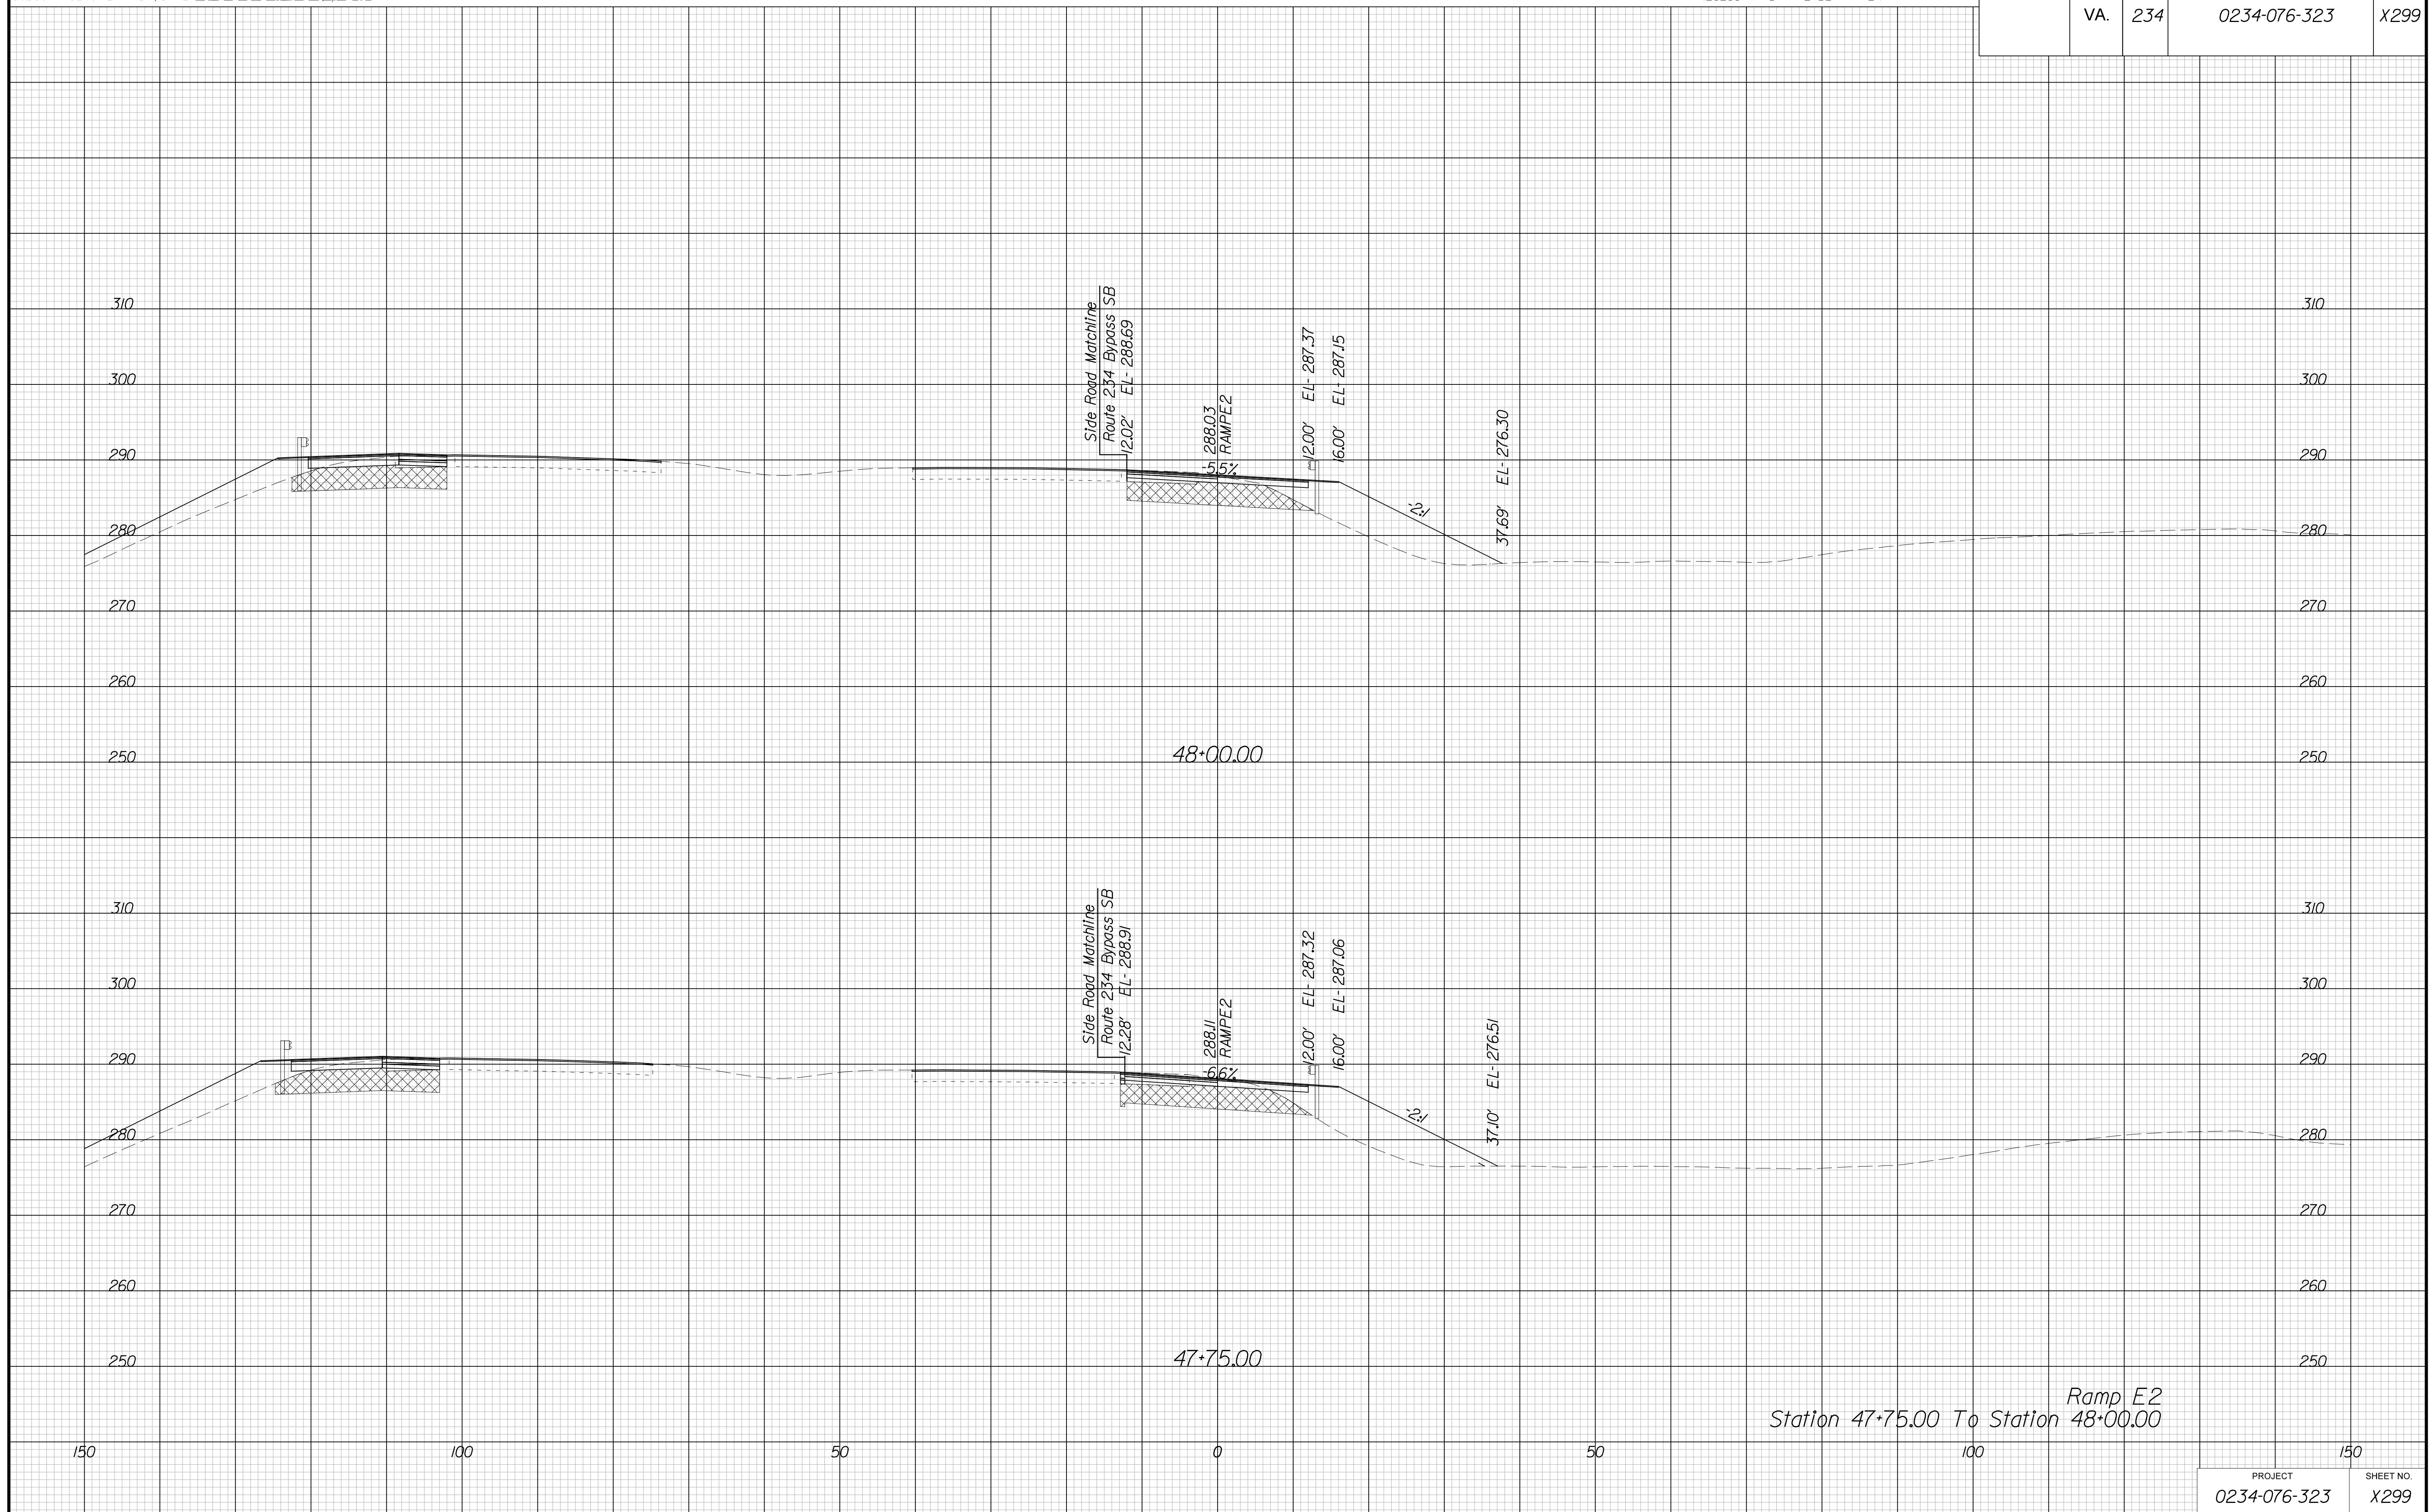 VA. 234 0234-076-323 X299
310 310
300 300
290 290
280 280
270 270
260 260
250 250
Side Road Matchline
Route 234 Bypass SB
12.02' EL- 288.69
288.03
RAMPE2
-5.5%
12.00' EL- 287.37
16.00' EL- 287.15
-2:1
37.69' EL- 276.30
48+00.00
310 310
300 300
290 290
280 280
270 270
260 260
250 250
Side Road Matchline
Route 234 Bypass SB
12.28' EL- 288.91
288.11
RAMPE2
-6.6%
12.00' EL- 287.32
16.00' EL- 287.06
-2:1
37.10' EL- 276.51
47+75.00
Ramp E2
Station 47+75.00 To Station 48+00.00
150 100 50 0 50 100 150
PROJECT SHEET NO.
0234-076-323 X299